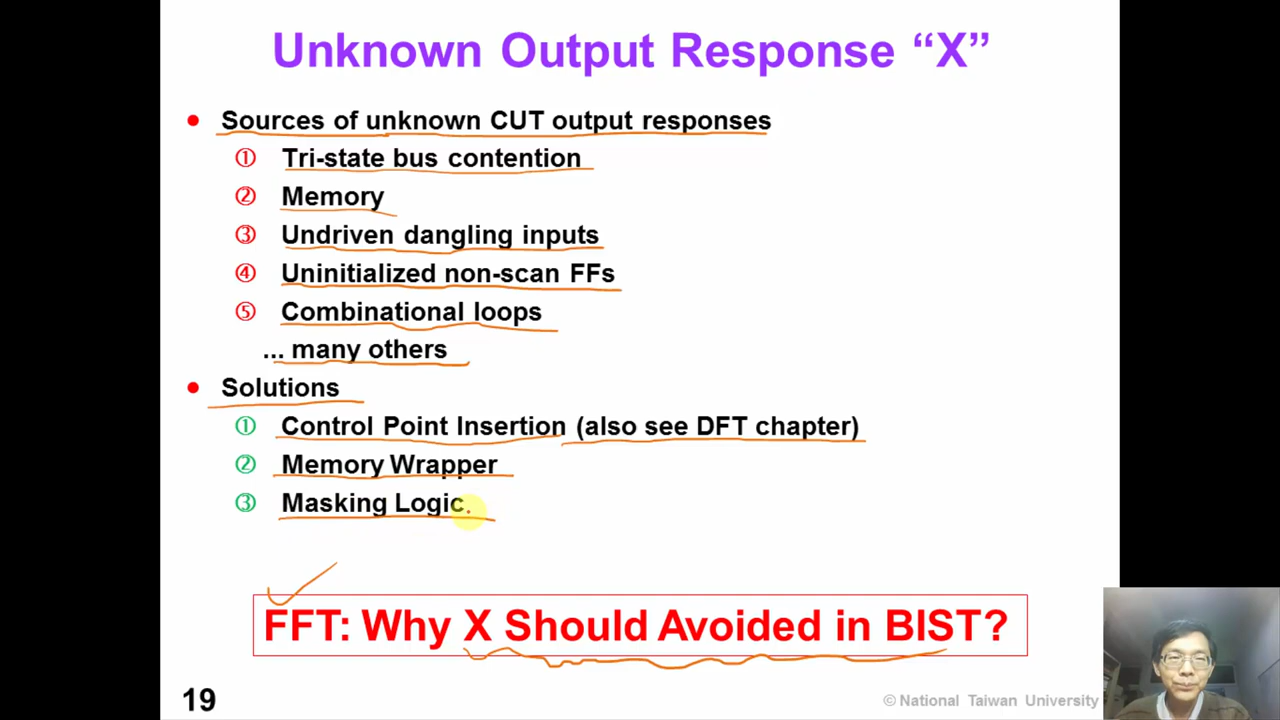 Unknown Output Response “X”
• Sources of unknown CUT output responses
① Tri-state bus contention
② Memory
③ Undriven dangling inputs
④ Uninitialized non-scan FFs
⑤ Combinational loops
... many others
• Solutions
① Control Point Insertion (also see DFT chapter)
② Memory Wrapper
③ Masking Logic
FFT: Why X Should Avoided in BIST?
19
© National Taiwan University